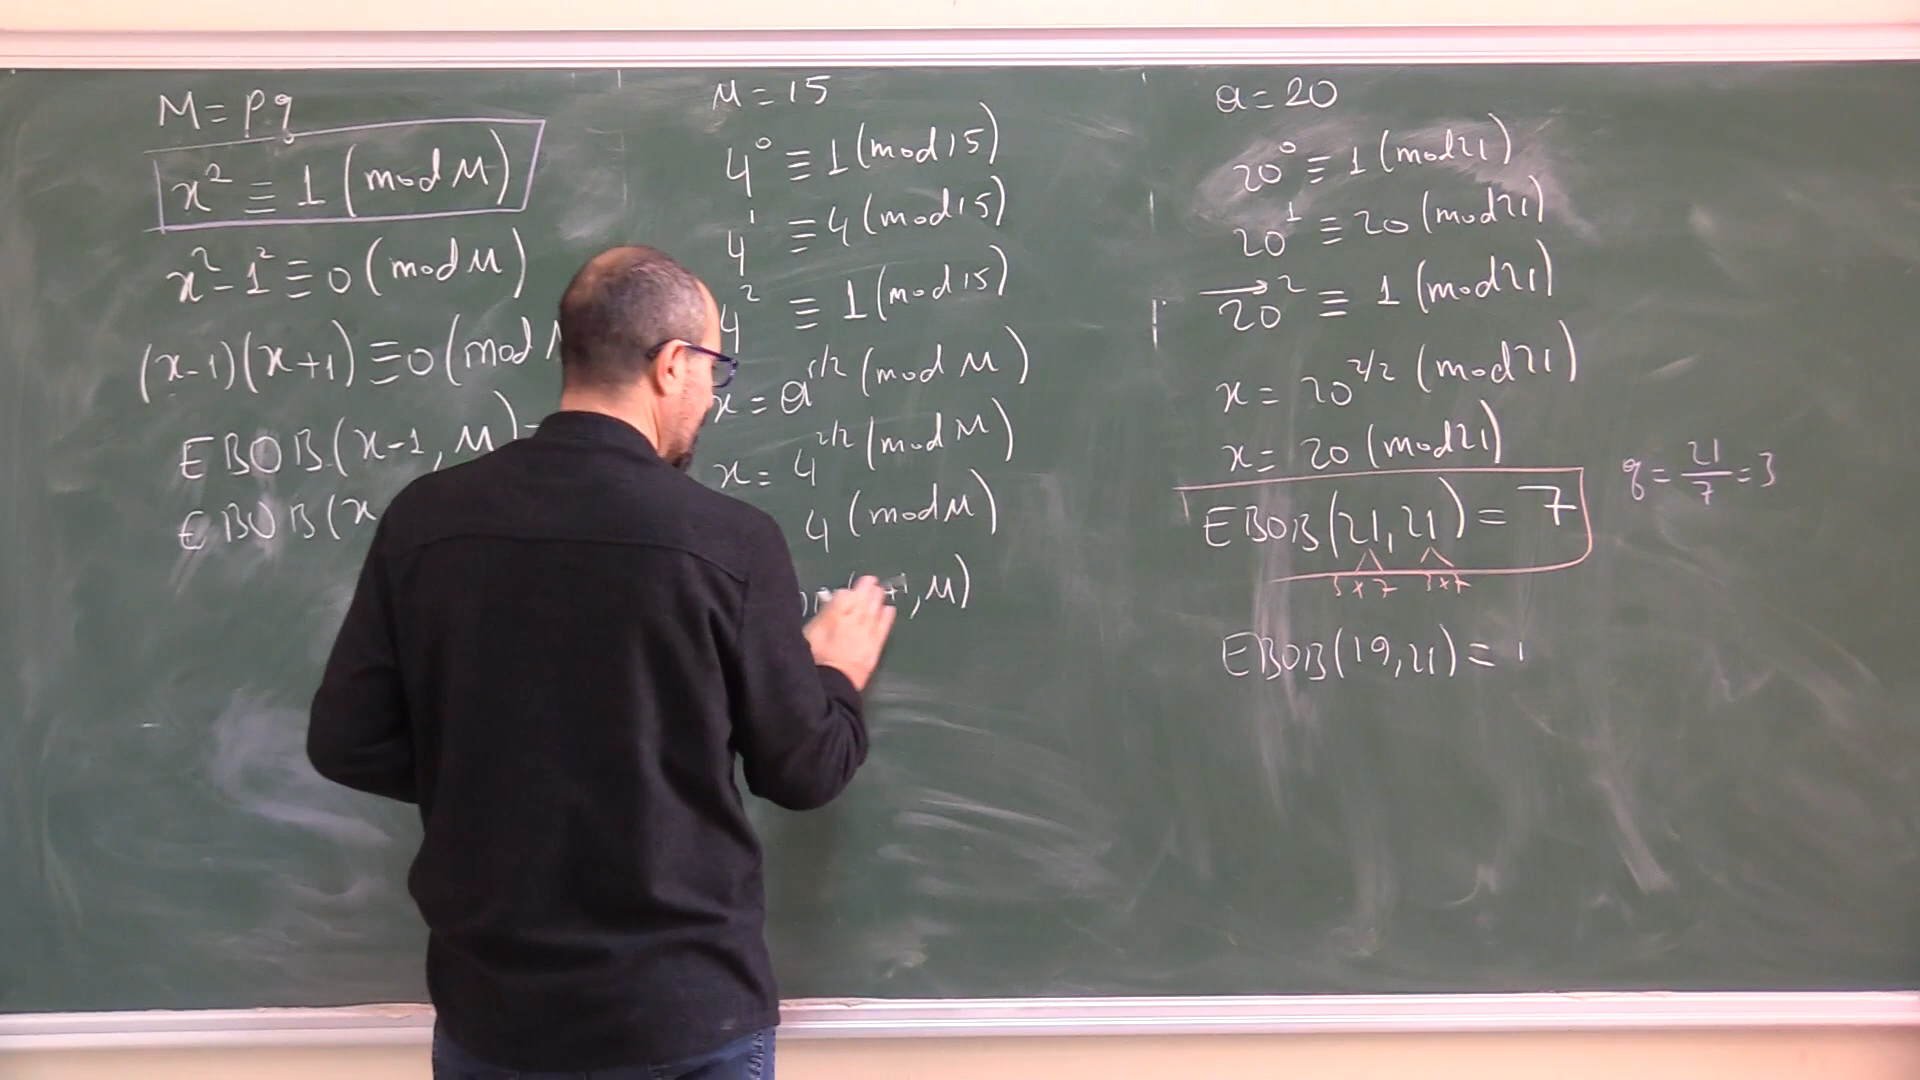 M = pq
x² ≡ 1 (mod M)
x² - 1² ≡ 0 (mod M)
(x-1)(x+1) ≡ 0 (mod
EBOB(x-1, M)
EBOB(x
M = 15
4⁰ ≡ 1 (mod 15)
4¹ ≡ 4 (mod 15)
4² ≡ 1 (mod 15)
x = a^{r/2} (mod M)
x = 4^{2/2} (mod M)
4 (mod M)
+1, M)
a = 20
20⁰ ≡ 1 (mod 21)
20¹ ≡ 20 (mod 21)
→ 20² ≡ 1 (mod 21)
x = 20^{2/2} (mod 21)
x = 20 (mod 21)
EBOB(21, 21) = 7
3x7 3x7
q = 21/7 = 3
EBOB(19, 21) = 1